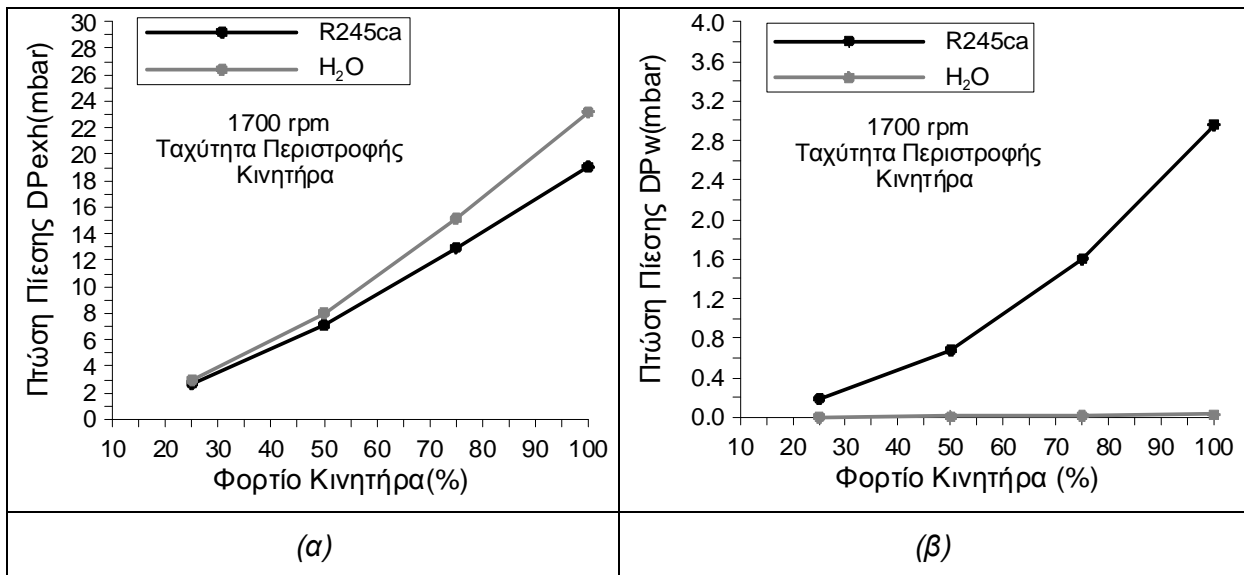 Πτώση Πίεσης DPexh(mbar)
30
28
26
24
22
20
18
16
14
12
10
8
6
4
2
0
R245ca
H₂O
1700 rpm
Ταχύτητα Περιστροφής
Κινητήρα
10 20 30 40 50 60 70 80 90 100
Φορτίο Κινητήρα(%)
(α)
Πτώση Πίεσης DPw(mbar)
4.0
3.6
3.2
2.8
2.4
2.0
1.6
1.2
0.8
0.4
0.0
R245ca
H₂O
1700 rpm
Ταχύτητα Περιστροφής
Κινητήρα
10 20 30 40 50 60 70 80 90 100
Φορτίο Κινητήρα (%)
(β)